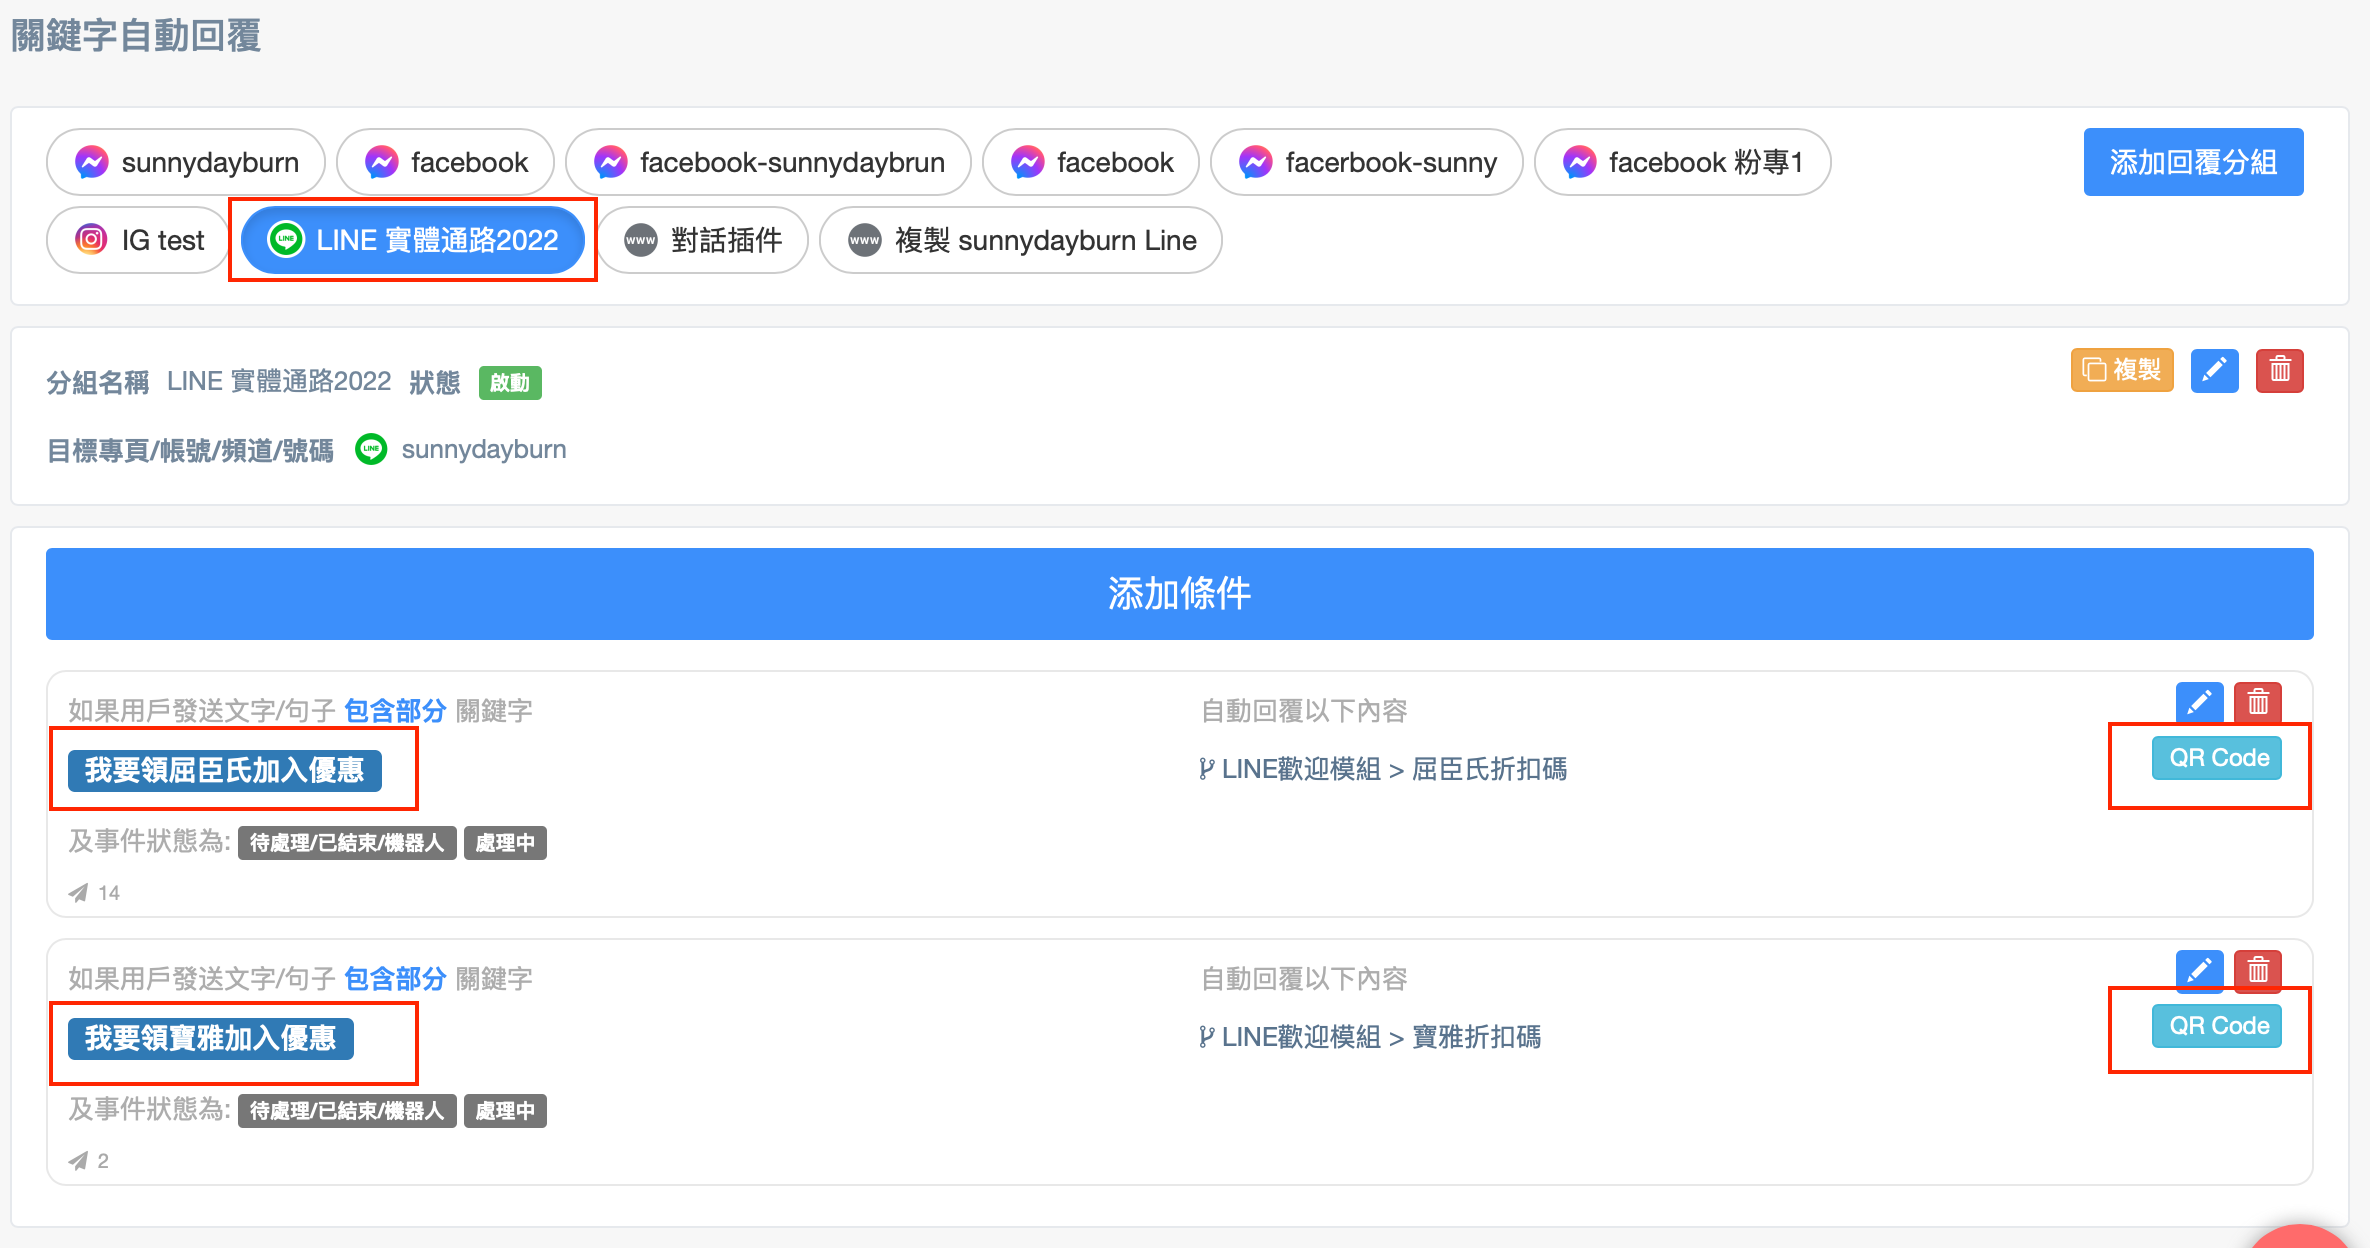 關鍵字自動回覆
sunnydayburn facebook facebook-sunnydaybrun facebook facerbook-sunny facebook 粉專1 添加回覆分組
IG test LINE LINE 實體通路2022 www 對話插件 www 複製 sunnydayburn Line
分組名稱 LINE 實體通路2022 狀態 啟動 複製
目標專頁/帳號/頻道/號碼 LINE sunnydayburn
添加條件
如果用戶發送文字/句子 包含部分 關鍵字 自動回覆以下內容
我要領屈臣氏加入優惠 LINE歡迎模組 > 屈臣氏折扣碼 QR Code
及事件狀態為: 待處理/已結束/機器人 處理中
14
如果用戶發送文字/句子 包含部分 關鍵字 自動回覆以下內容
我要領寶雅加入優惠 LINE歡迎模組 > 寶雅折扣碼 QR Code
及事件狀態為: 待處理/已結束/機器人 處理中
2